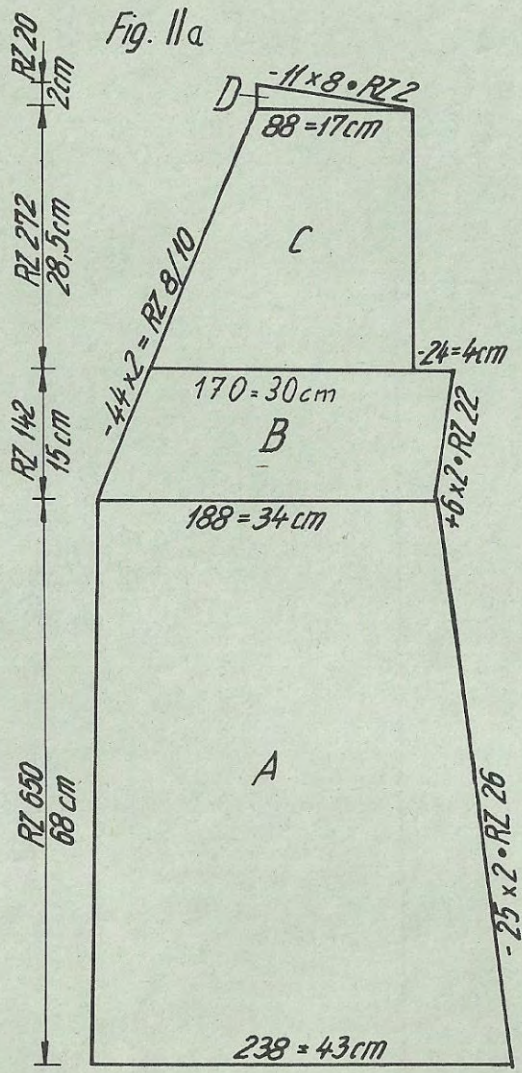 Fig. 11a
RZ 20
2cm
D
-11 x 8 • RZ 2
88 = 17cm
RZ 272
28,5cm
C
-44 x 2 = RZ 8/10
-24 = 4cm
170 = 30cm
RZ 142
15cm
B
+6 x 2 • RZ 22
188 = 34cm
RZ 650
68cm
A
-25 x 2 • RZ 26
238 = 43cm